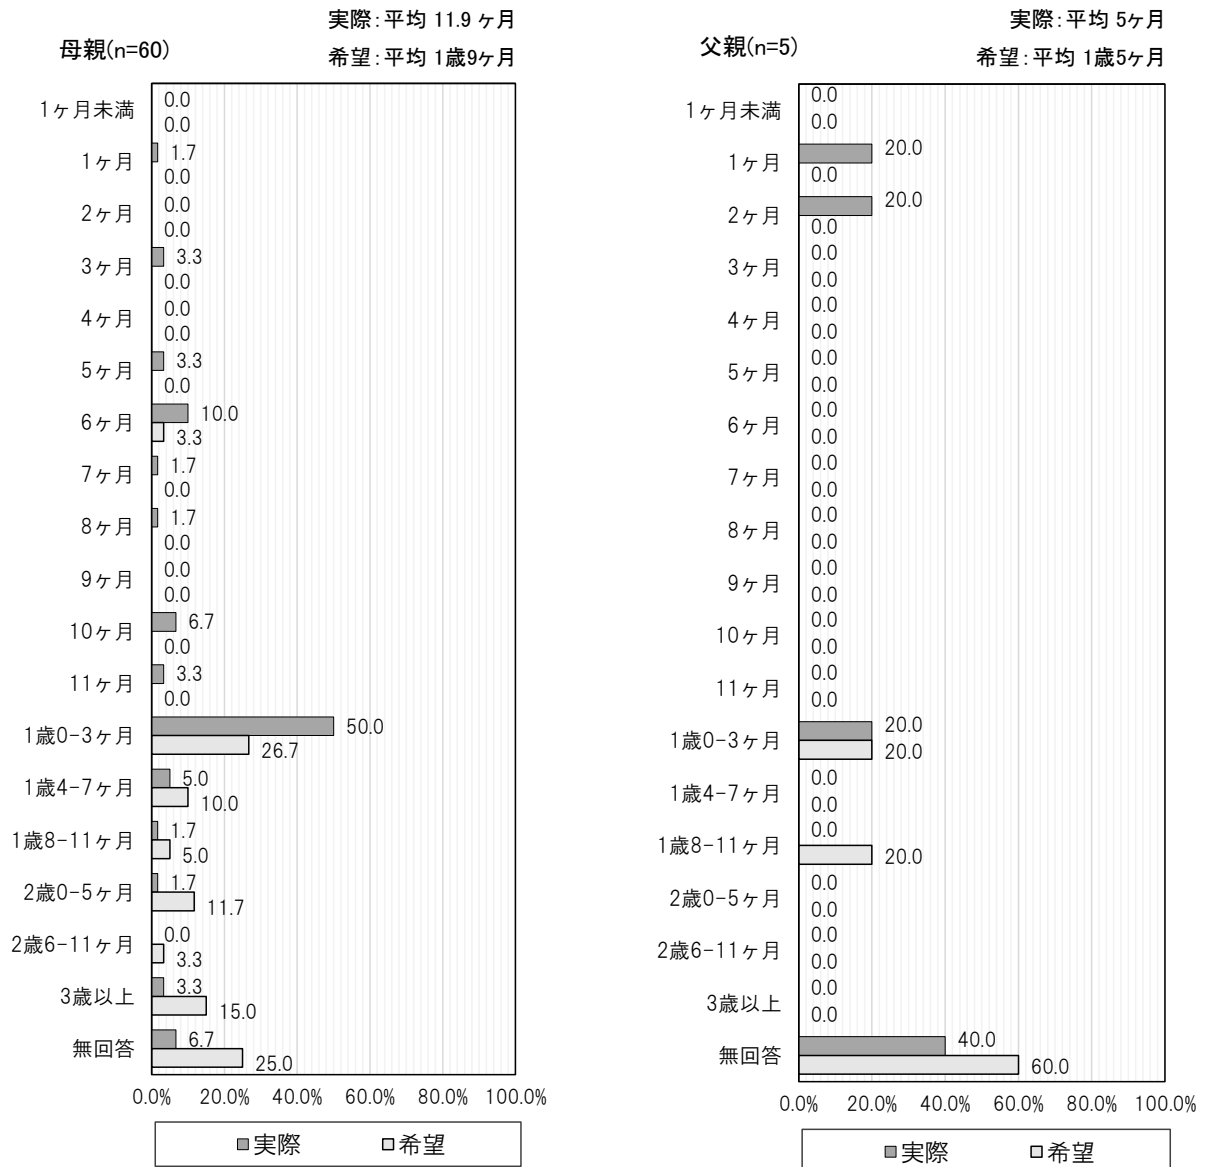 実際：平均 11.9 ヶ月
母親(n=60)
希望：平均 1歳9ヶ月
1ヶ月未満
0.0
0.0
1ヶ月
1.7
0.0
2ヶ月
0.0
0.0
3ヶ月
3.3
0.0
4ヶ月
0.0
0.0
5ヶ月
3.3
0.0
6ヶ月
10.0
3.3
7ヶ月
1.7
0.0
8ヶ月
1.7
0.0
9ヶ月
0.0
0.0
10ヶ月
6.7
0.0
11ヶ月
3.3
0.0
1歳0-3ヶ月
50.0
26.7
1歳4-7ヶ月
5.0
10.0
1歳8-11ヶ月
1.7
5.0
2歳0-5ヶ月
1.7
11.7
2歳6-11ヶ月
0.0
3.3
3歳以上
3.3
15.0
無回答
6.7
25.0
0.0% 20.0% 40.0% 60.0% 80.0% 100.0%
実際 希望
実際：平均 5ヶ月
父親(n=5)
希望：平均 1歳5ヶ月
1ヶ月未満
0.0
0.0
1ヶ月
20.0
0.0
2ヶ月
20.0
0.0
3ヶ月
0.0
0.0
4ヶ月
0.0
0.0
5ヶ月
0.0
0.0
6ヶ月
0.0
0.0
7ヶ月
0.0
0.0
8ヶ月
0.0
0.0
9ヶ月
0.0
0.0
10ヶ月
0.0
0.0
11ヶ月
0.0
0.0
1歳0-3ヶ月
20.0
20.0
1歳4-7ヶ月
0.0
0.0
1歳8-11ヶ月
0.0
20.0
2歳0-5ヶ月
0.0
0.0
2歳6-11ヶ月
0.0
0.0
3歳以上
0.0
0.0
無回答
40.0
60.0
0.0% 20.0% 40.0% 60.0% 80.0% 100.0%
実際 希望